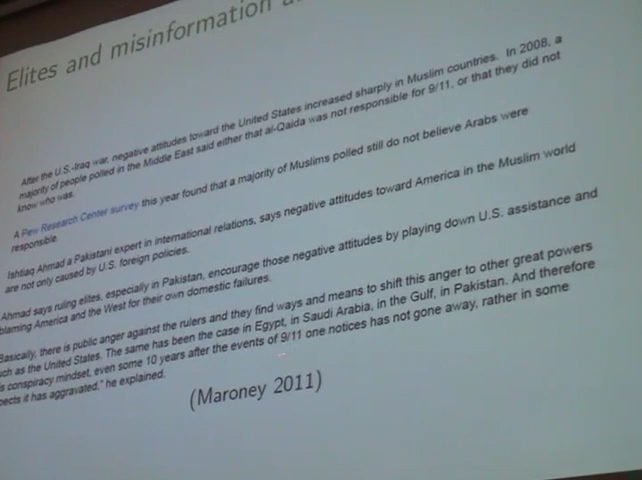 Elites and misinformation
After the U.S.-Iraq war, negative attitudes toward the United States increased sharply in Muslim countries. In 2008, a
majority of people polled in the Middle East said either that al-Qaida was not responsible for 9/11, or that they did not
know who was.
A Pew Research Center survey this year found that a majority of Muslims polled still do not believe Arabs were
responsible.
Ishtiaq Ahmad a Pakistani expert in international relations, says negative attitudes toward America in the Muslim world
are not only caused by U.S. foreign policies.
Ahmad says ruling elites, especially in Pakistan, encourage those negative attitudes by playing down U.S. assistance and
blaming America and the West for their own domestic failures.
Basically, there is public anger against the rulers and they find ways and means to shift this anger to other great powers
ch as the United States. The same has been the case in Egypt, in Saudi Arabia, in the Gulf, in Pakistan. And therefore
s conspiracy mindset, even some 10 years after the events of 9/11 one notices has not gone away, rather in some
pects it has aggravated," he explained.
(Maroney 2011)